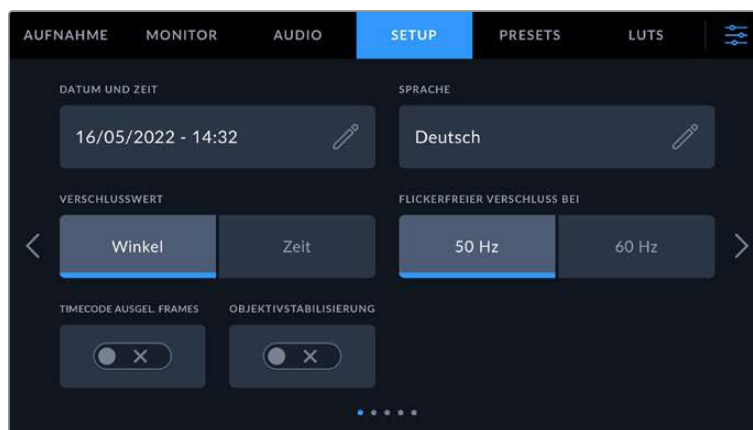 AUFNAHME MONITOR AUDIO SETUP PRESETS LUTS
DATUM UND ZEIT SPRACHE
16/05/2022 - 14:32 Deutsch
VERSCHLUSSWERT FLICKERFREIER VERSCHLUSS BEI
Winkel Zeit 50 Hz 60 Hz
TIMECODE AUSGEL. FRAMES OBJEKTIVSTABILISIERUNG